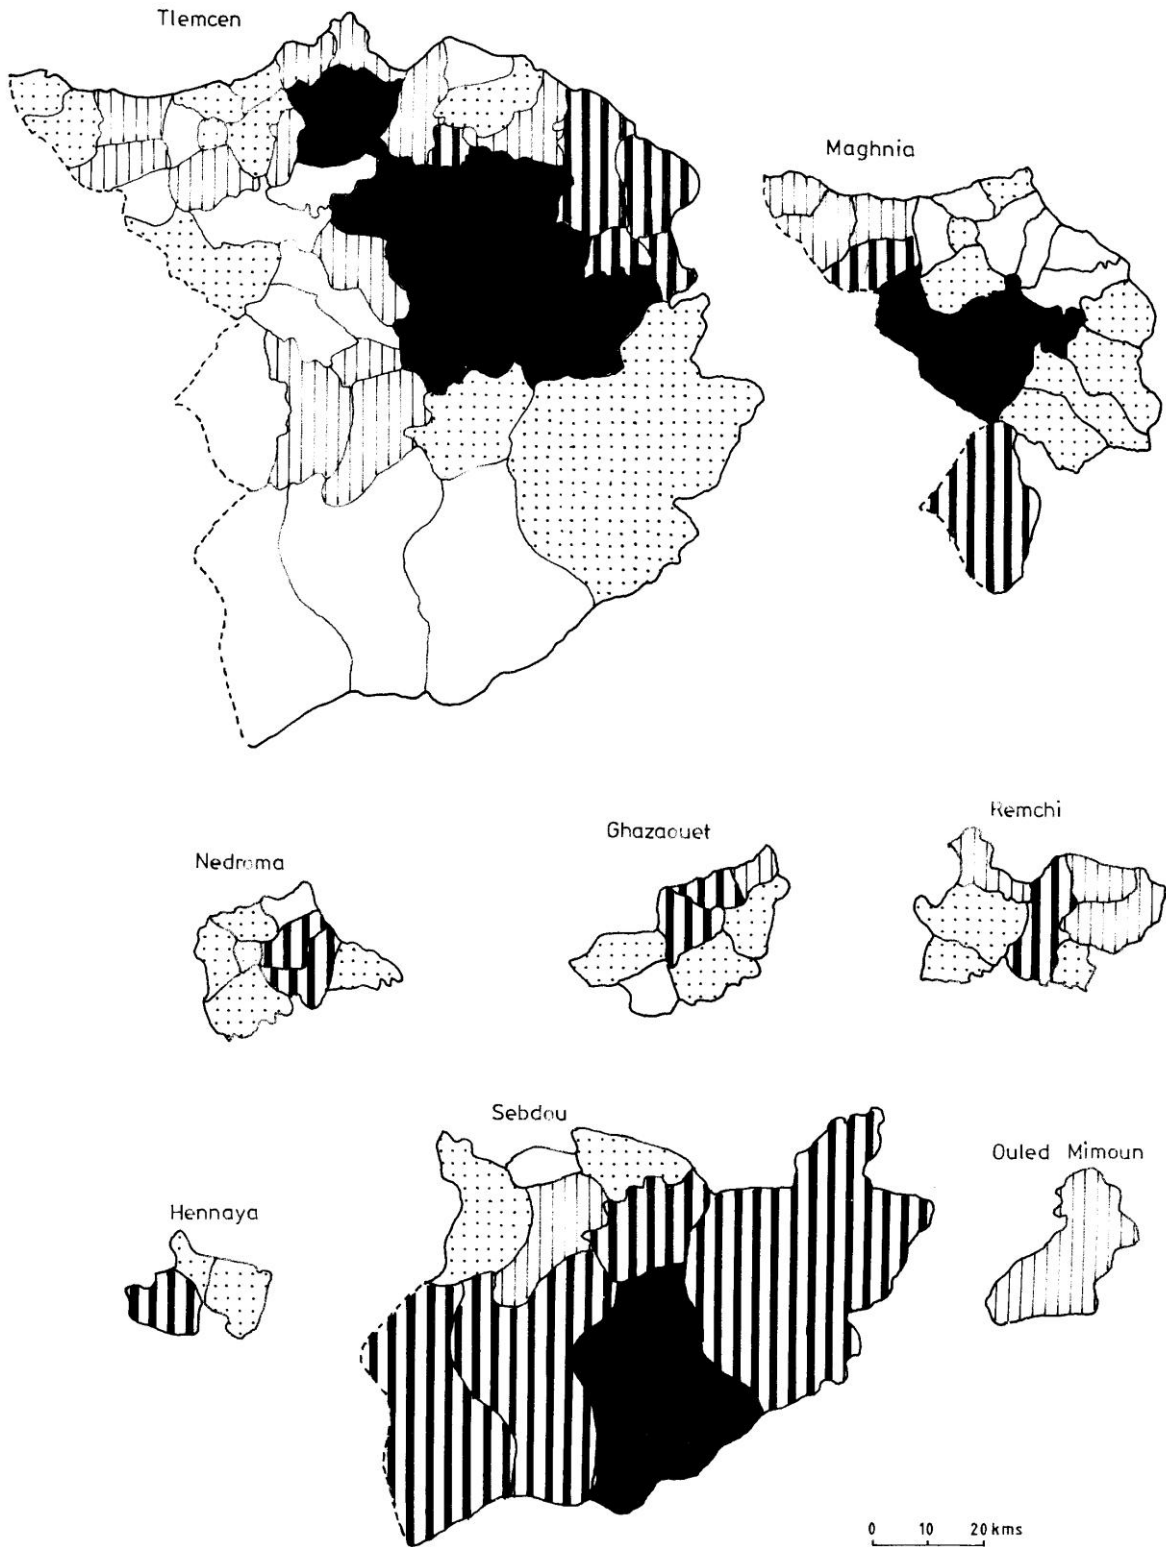 Tlemcen
Maghnia
Nedroma
Ghazaouet
Remchi
Sebdou
Hennaya
Ouled Mimoun
0 10 20 kms